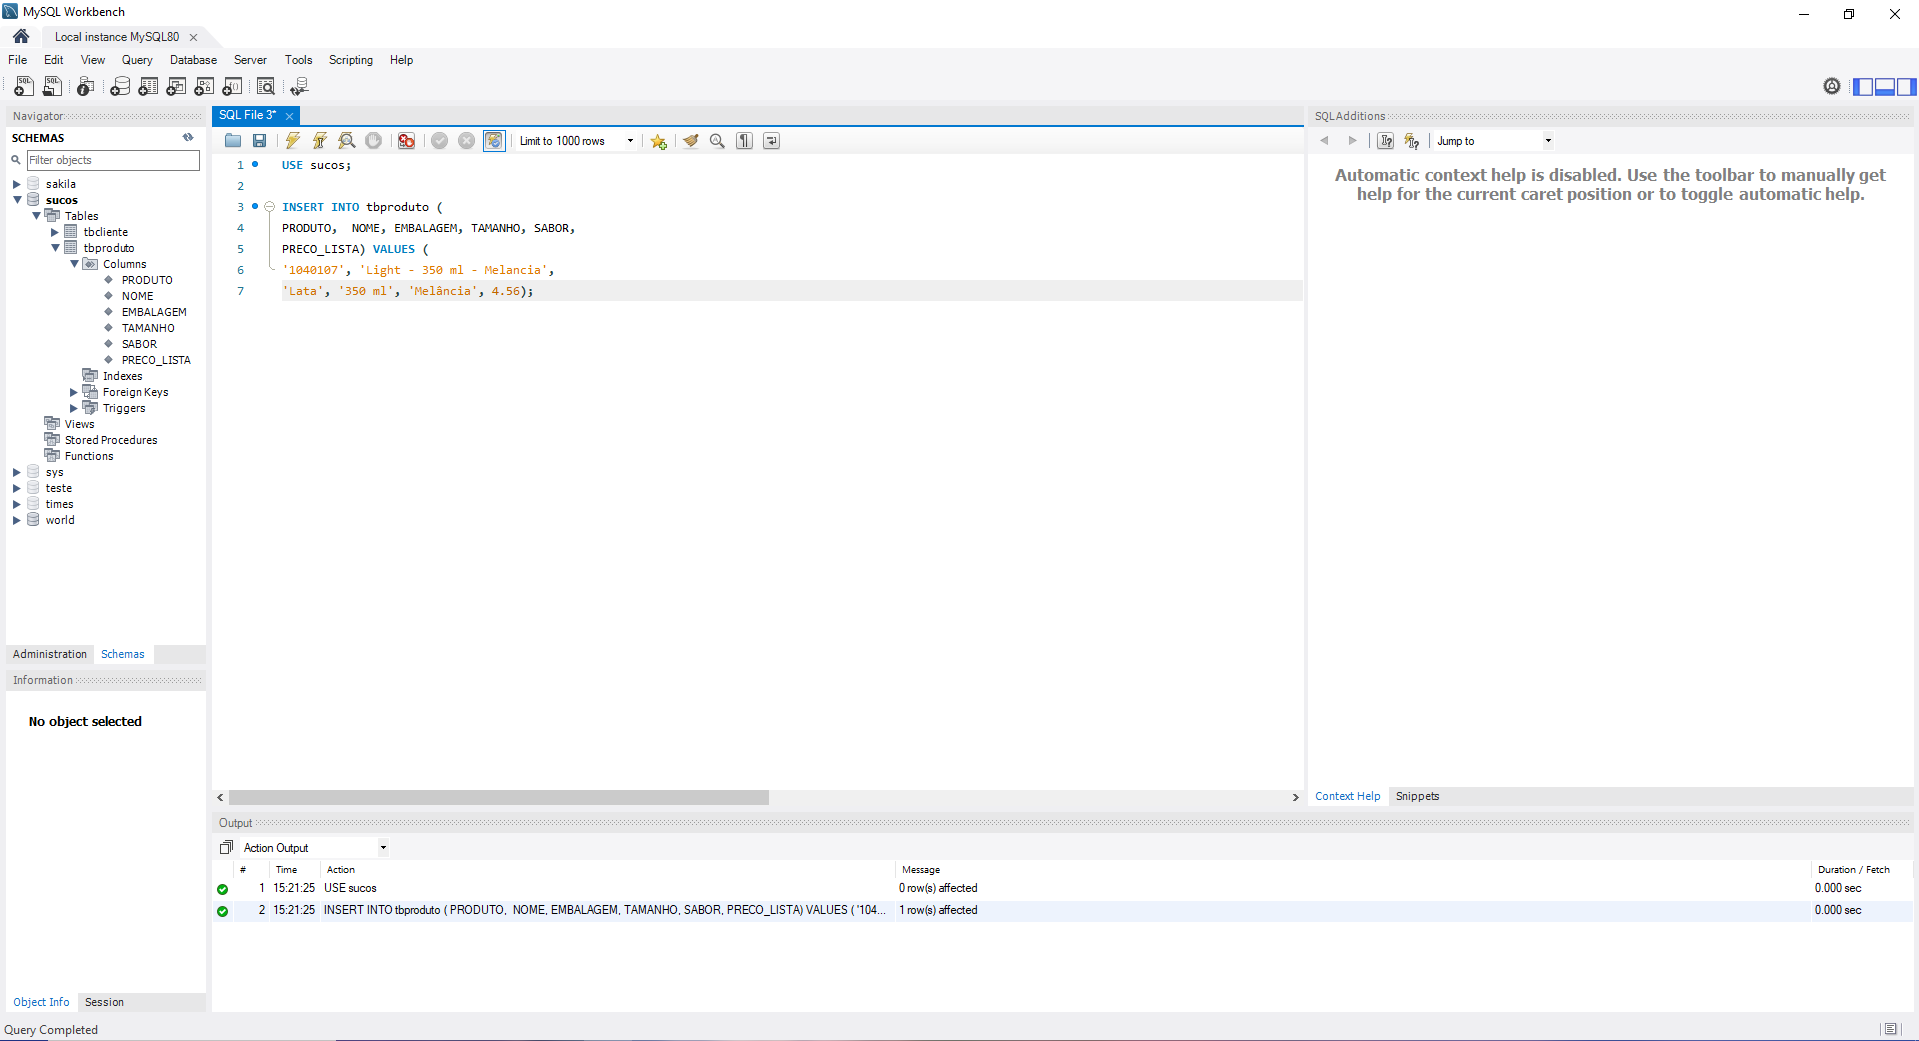 MySQL Workbench
Local instance MySQL80
File Edit View Query Database Server Tools Scripting Help
Navigator
SCHEMAS
Filter objects
sakila
sucos
Tables
tbcliente
tbproduto
Columns
PRODUTO
NOME
EMBALAGEM
TAMANHO
SABOR
PRECO_LISTA
Indexes
Foreign Keys
Triggers
Views
Stored Procedures
Functions
sys
teste
times
world
Administration Schemas
Information
No object selected
Object Info Session
SQL File 3*
Limit to 1000 rows
1 USE sucos;
2
3 INSERT INTO tbproduto (
4 PRODUTO,  NOME, EMBALAGEM, TAMANHO, SABOR,
5 PRECO_LISTA) VALUES (
6 '1040107', 'Light - 350 ml - Melancia',
7 'Lata', '350 ml', 'Melância', 4.56);
SQLAdditions
Jump to
Automatic context help is disabled. Use the toolbar to manually get
help for the current caret position or to toggle automatic help.
Context Help Snippets
Output
Action Output
# Time Action Message Duration / Fetch
1 15:21:25 USE sucos 0 row(s) affected 0.000 sec
2 15:21:25 INSERT INTO tbproduto ( PRODUTO,  NOME, EMBALAGEM, TAMANHO, SABOR, PRECO_LISTA) VALUES ( '104... 1 row(s) affected 0.000 sec
Query Completed